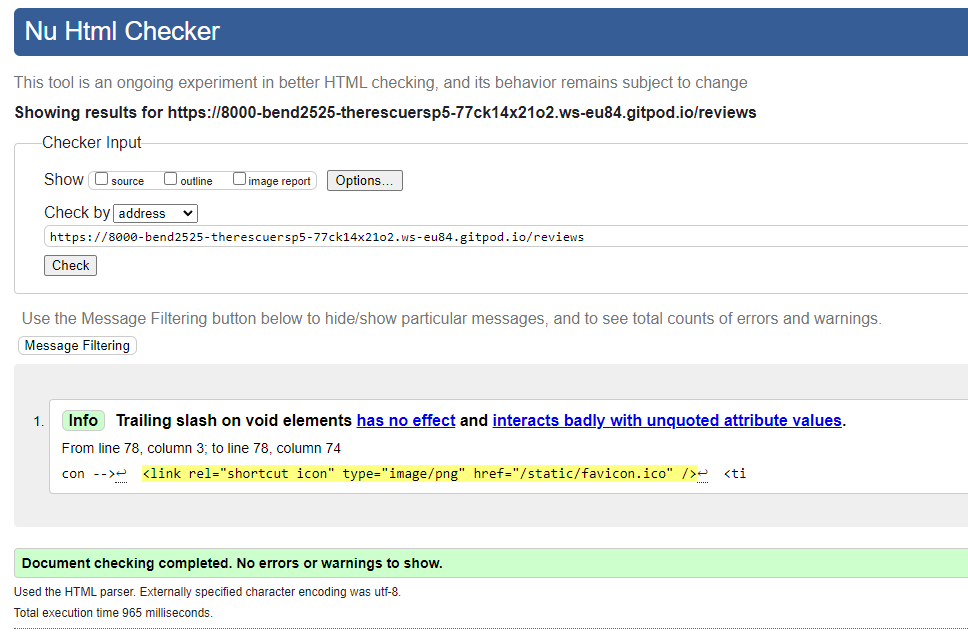 Nu Html Checker
This tool is an ongoing experiment in better HTML checking, and its behavior remains subject to change
Showing results for https://8000-bend2525-therescuersp5-77ck14x21o2.ws-eu84.gitpod.io/reviews
Checker Input
Show source outline image report Options...
Check by address
https://8000-bend2525-therescuersp5-77ck14x21o2.ws-eu84.gitpod.io/reviews
Check
Use the Message Filtering button below to hide/show particular messages, and to see total counts of errors and warnings.
Message Filtering
1. Info Trailing slash on void elements has no effect and interacts badly with unquoted attribute values.
From line 78, column 3; to line 78, column 74
con -->↩ <link rel="shortcut icon" type="image/png" href="/static/favicon.ico" />↩ <ti
Document checking completed. No errors or warnings to show.
Used the HTML parser. Externally specified character encoding was utf-8.
Total execution time 965 milliseconds.